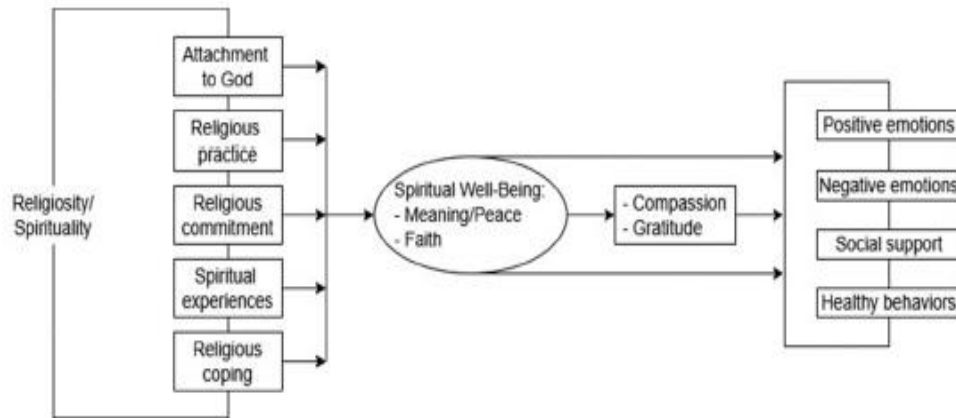 Attachment
to God
Religious
practice
Religiosity/
Spirituality
Religious
commitment
Spiritual
experiences
Religious
coping
Spiritual Well-Being:
- Meaning/Peace
- Faith
- Compassion
- Gratitude
Positive emotions
Negative emotions
Social support
Healthy behaviors